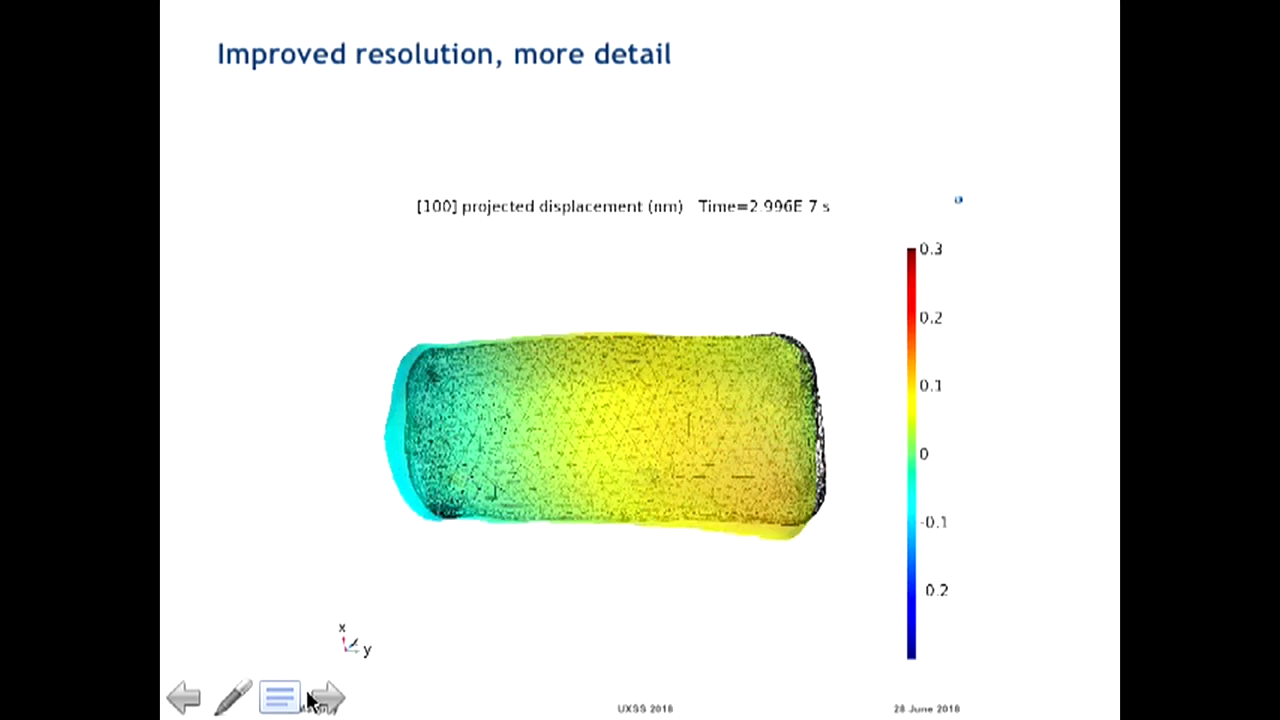 Improved resolution, more detail
[100] projected displacement (nm) Time=2.996E 7 s
0.3
0.2
0.1
0
-0.1
0.2
x
y
UXSS 2018
28 June 2018